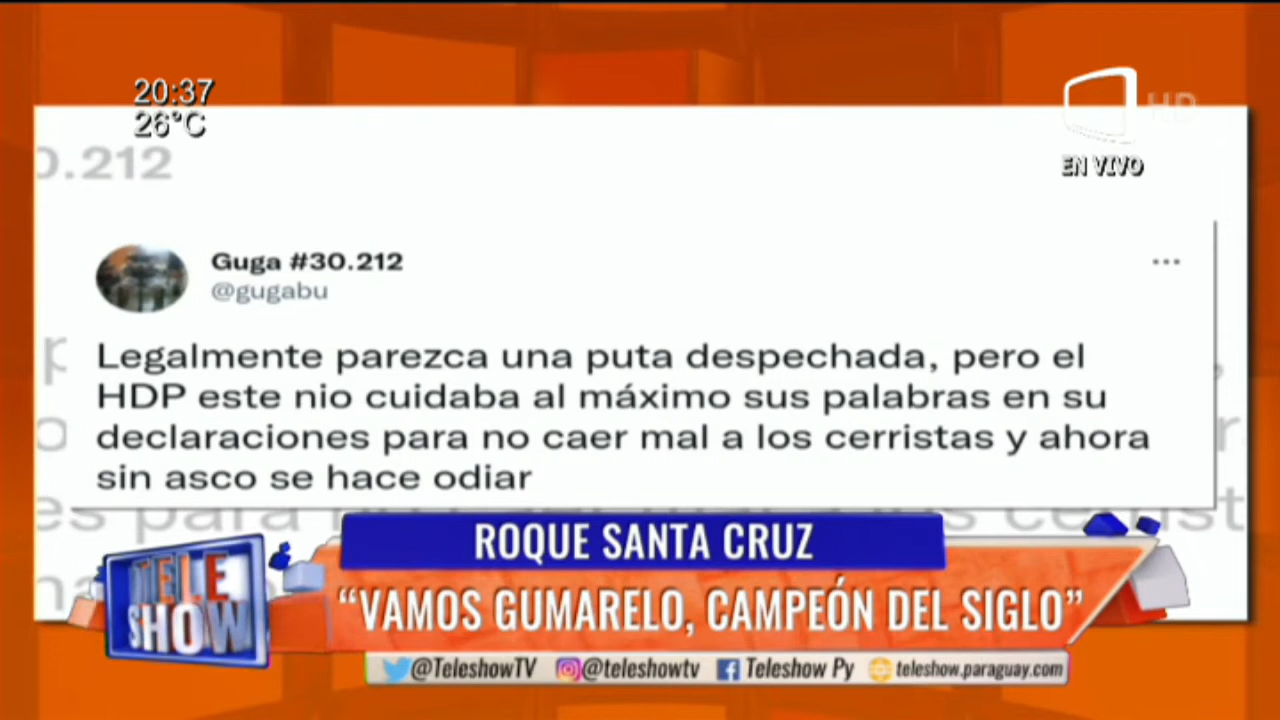 20:37
26°C
HD
EN VIVO
0.212
Guga #30.212
@gugabu
Legalmente parezca una puta despechada, pero el
HDP este nio cuidaba al máximo sus palabras en su
declaraciones para no caer mal a los cerristas y ahora
sin asco se hace odiar
ROQUE SANTA CRUZ
TELE
SHOW
“VAMOS GUMARELO, CAMPEÓN DEL SIGLO”
@TeleshowTV @teleshowtv Teleshow Py teleshow.paraguay.com